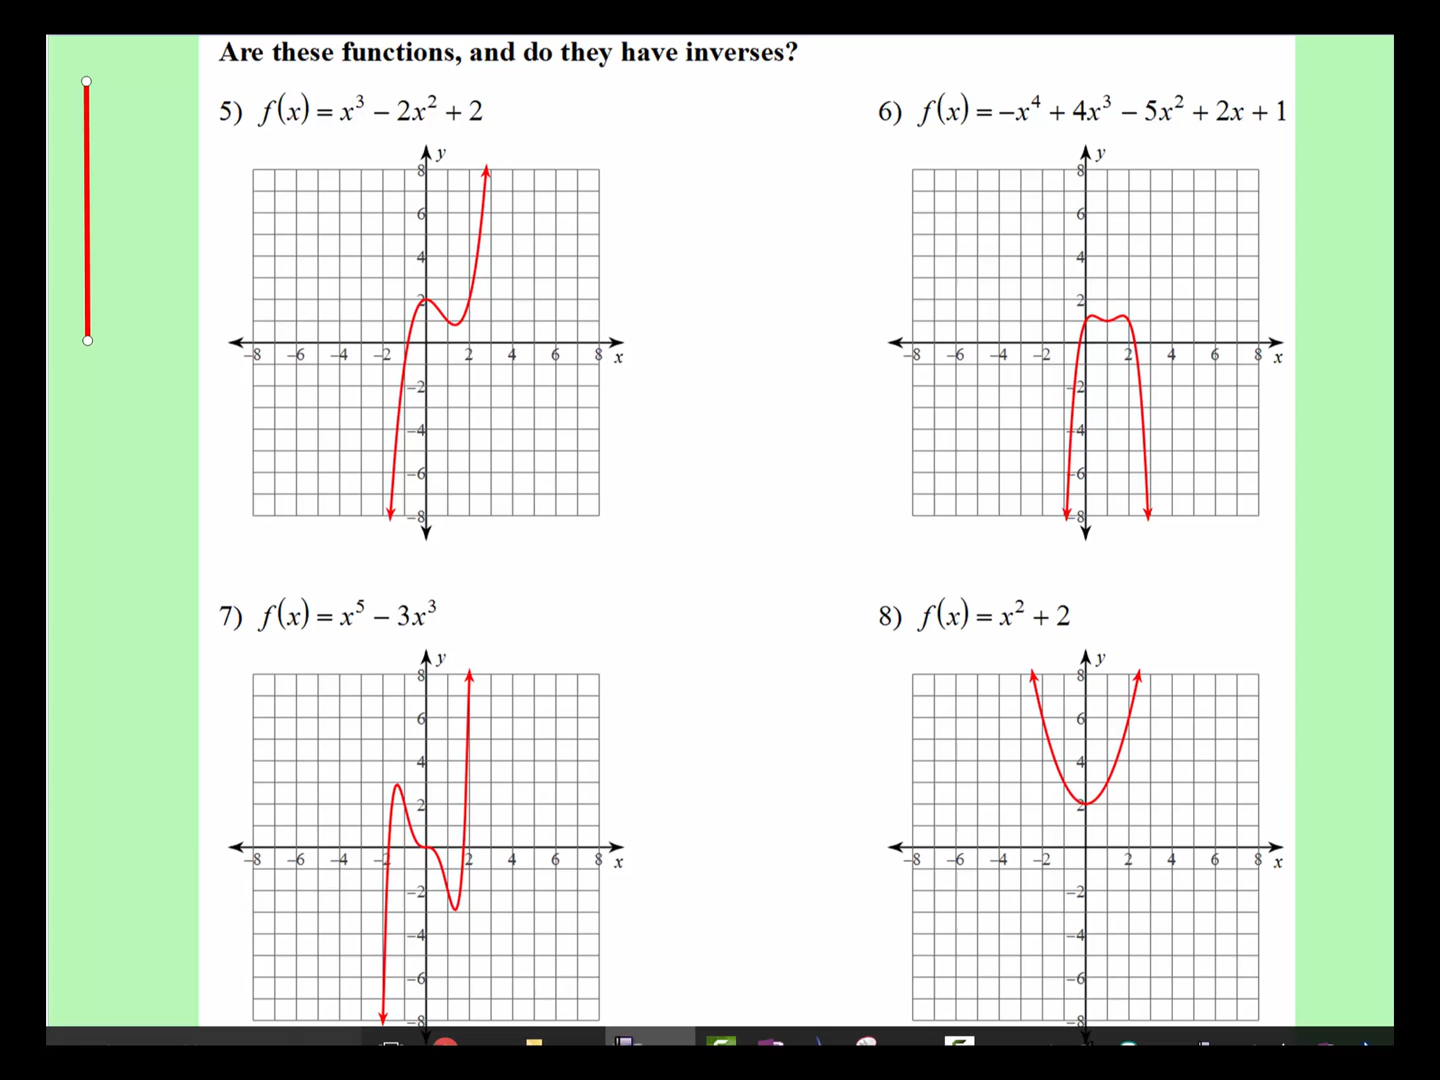 Are these functions, and do they have inverses?
5) f(x) = x³ − 2x² + 2
6) f(x) = −x⁴ + 4x³ − 5x² + 2x + 1
y
8
6
4
2
−8 −6 −4 −2 2 4 6 8 x
−2
−4
−6
−8
y
8
6
4
2
−8 −6 −4 −2 2 4 6 8 x
−2
−4
−6
−8
7) f(x) = x⁵ − 3x³
8) f(x) = x² + 2
y
8
6
4
2
−8 −6 −4 −2 2 4 6 8 x
−2
−4
−6
−8
y
8
6
4
2
−8 −6 −4 −2 2 4 6 8 x
−2
−4
−6
−8